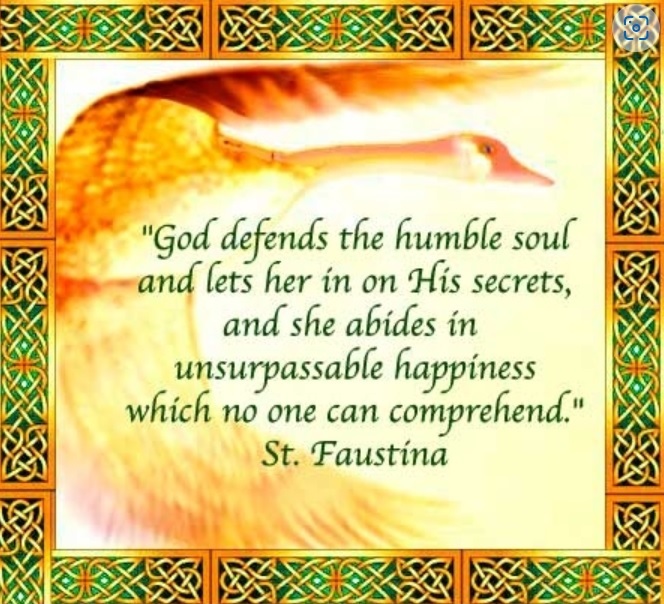 "God defends the humble soul
and lets her in on His secrets,
and she abides in
unsurpassable happiness
which no one can comprehend."
St. Faustina